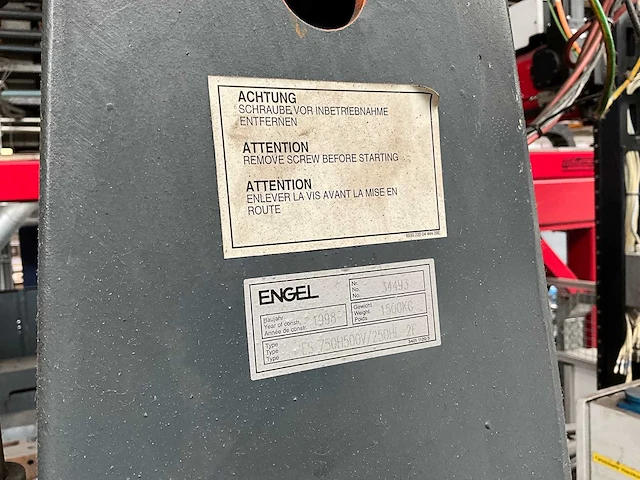 ACHTUNG
SCHRAUBE VOR INBETRIEBNAHME
ENTFERNEN
ATTENTION
REMOVE SCREW BEFORE STARTING
ATTENTION
ENLEVER LA VIS AVANT LA MISE EN
ROUTE
ENGEL
Nr.
No.
No.
34493
Baujahr
Year of constr.
Année de constr.
1998
Gewicht
Weight
Poids
1500KG
Type
Type
Type
ES 750H500V/250HL 2F